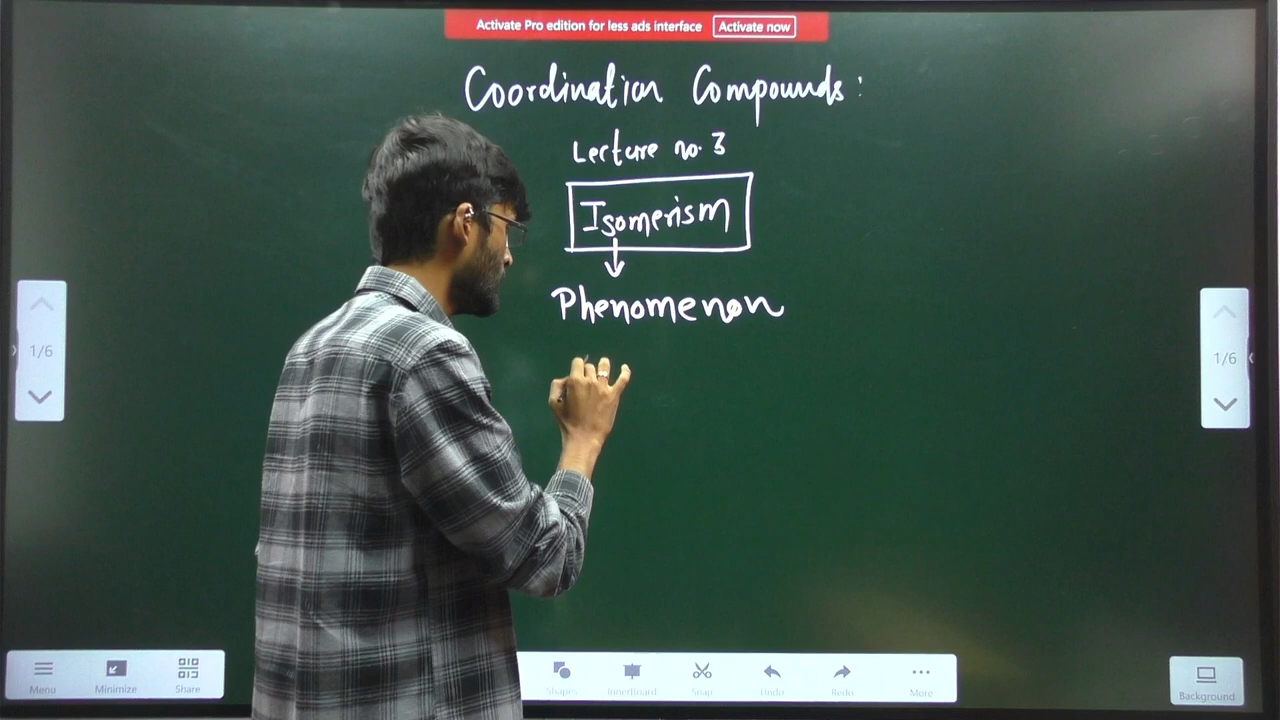 Activate Pro edition for less ads interface Activate now
Coordination Compounds:
Lecture no. 3
Isomerism
Phenomenon
1/6
1/6
Menu Minimize Share Shapes InnerBoard Snap Undo Redo More Background